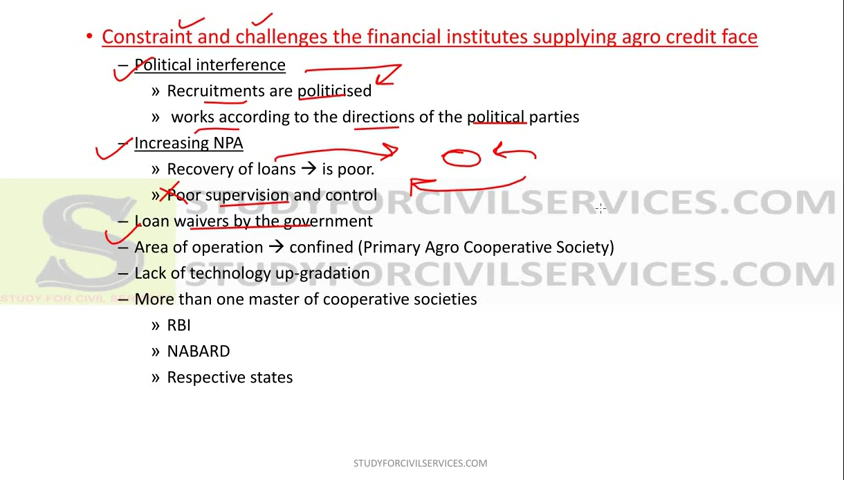 • Constraint and challenges the financial institutes supplying agro credit face
– Political interference
» Recruitments are politicised
» works according to the directions of the political parties
– Increasing NPA
» Recovery of loans → is poor.
» Poor supervision and control
– Loan waivers by the government
– Area of operation → confined (Primary Agro Cooperative Society)
– Lack of technology up-gradation
– More than one master of cooperative societies
» RBI
» NABARD
» Respective states
STUDYFORCIVILSERVICES.COM
STUDYFORCIVILSERVICES.COM
STUDYFORCIVILSERVICES.COM